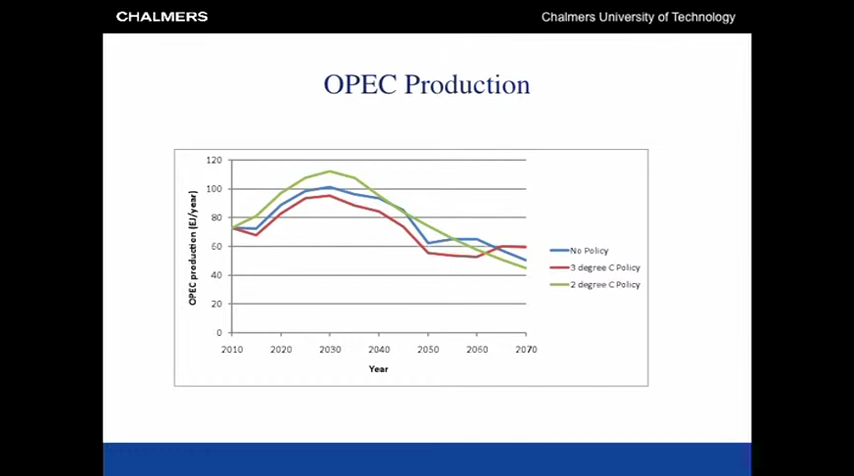 CHALMERS
Chalmers University of Technology
OPEC Production
OPEC production (EJ/year)
120
100
80
60
40
20
0
2010 2020 2030 2040 2050 2060 2070
Year
No Policy
3 degree C Policy
2 degree C Policy